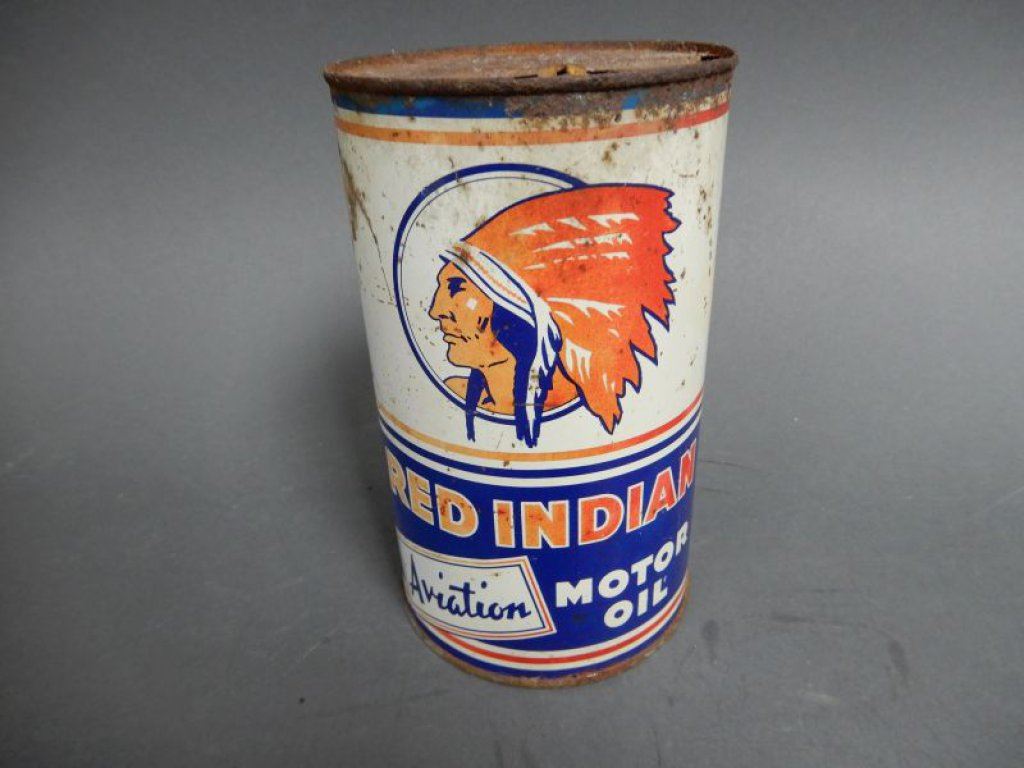 RED INDIAN
Aviation
MOTOR
OIL